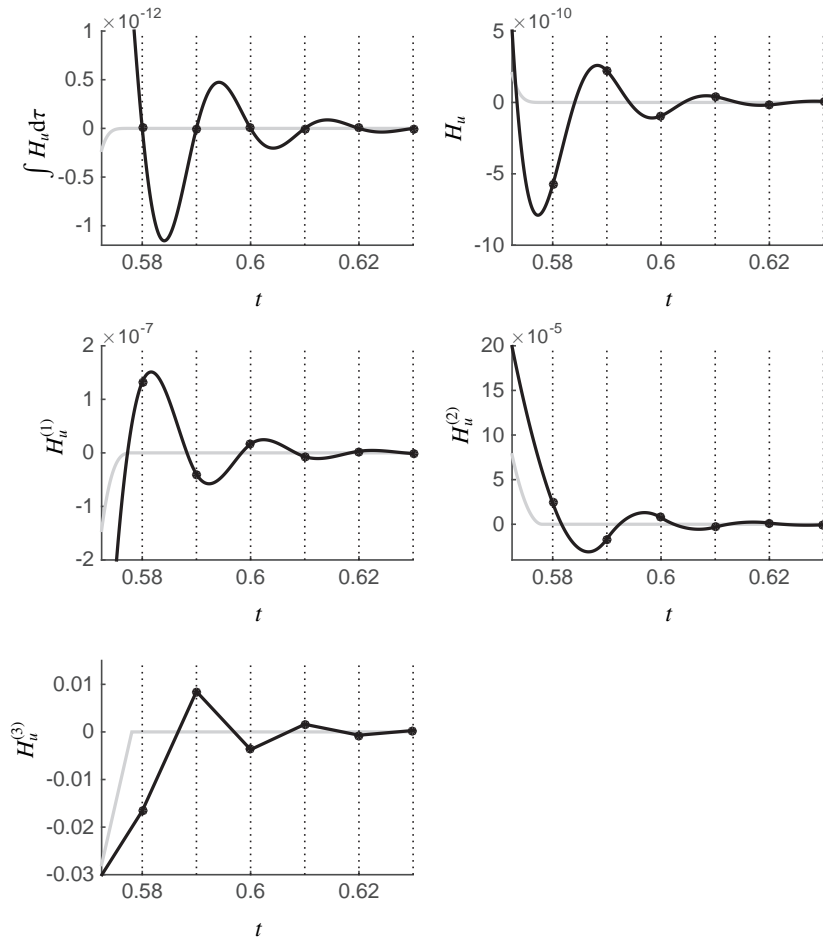 ×10^{-12}
1
0.5
0
-0.5
-1
∫ H_u dτ
0.58 0.6 0.62
t
×10^{-10}
5
0
-5
-10
H_u
0.58 0.6 0.62
t
×10^{-7}
2
1
0
-1
-2
H_u^{(1)}
0.58 0.6 0.62
t
×10^{-5}
20
15
10
5
0
H_u^{(2)}
0.58 0.6 0.62
t
0.01
0
-0.01
-0.02
-0.03
H_u^{(3)}
0.58 0.6 0.62
t